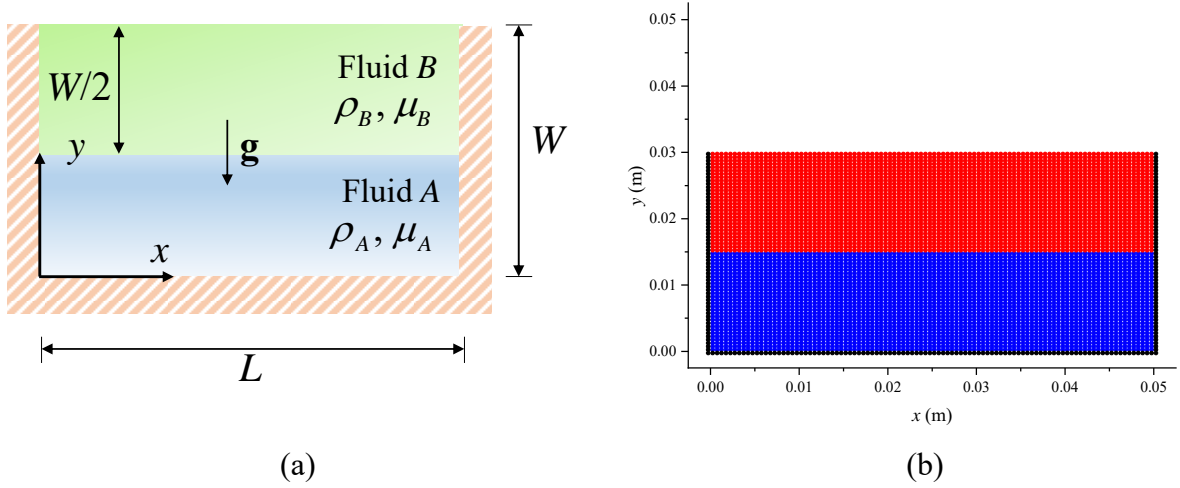 Fluid B
ρ_B, μ_B
W/2
W
y
g
Fluid A
ρ_A, μ_A
x
L
(a)
y (m)
0.05
0.04
0.03
0.02
0.01
0.00
0.00 0.01 0.02 0.03 0.04 0.05
x (m)
(b)